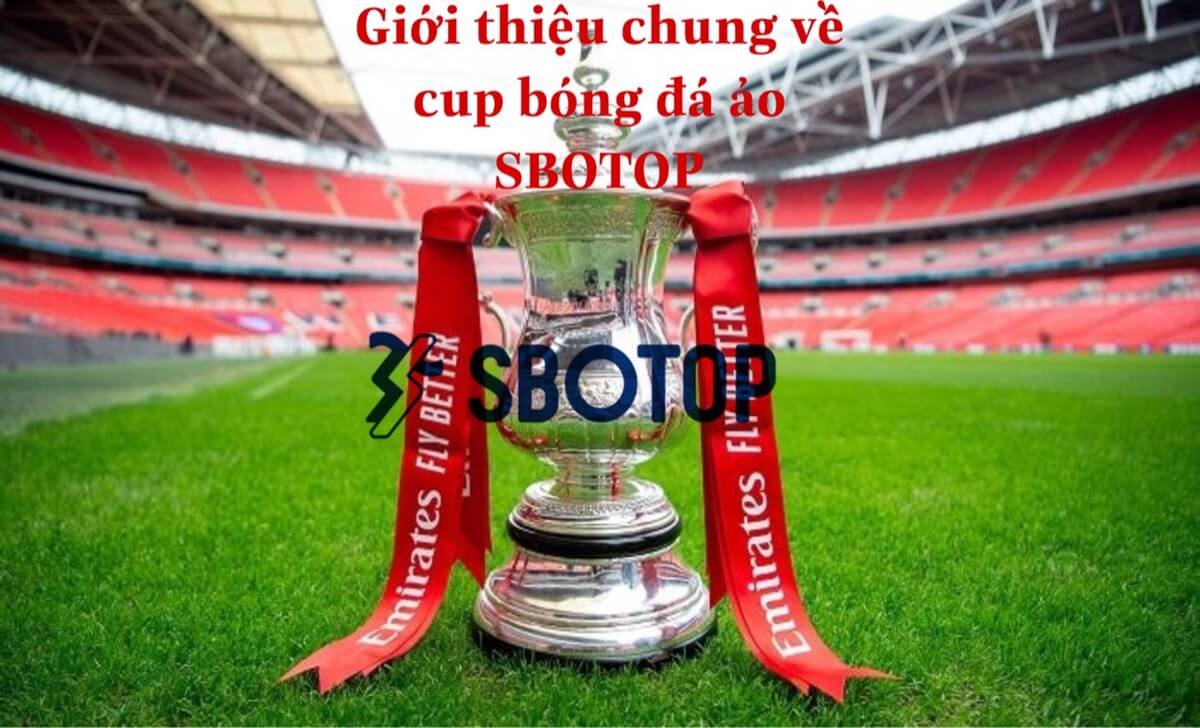 Giới thiệu chung về
cup bóng đá ảo
SBOTOP
SBOTOP
Emirates FLY BETTER
Emirates FLY BETTER